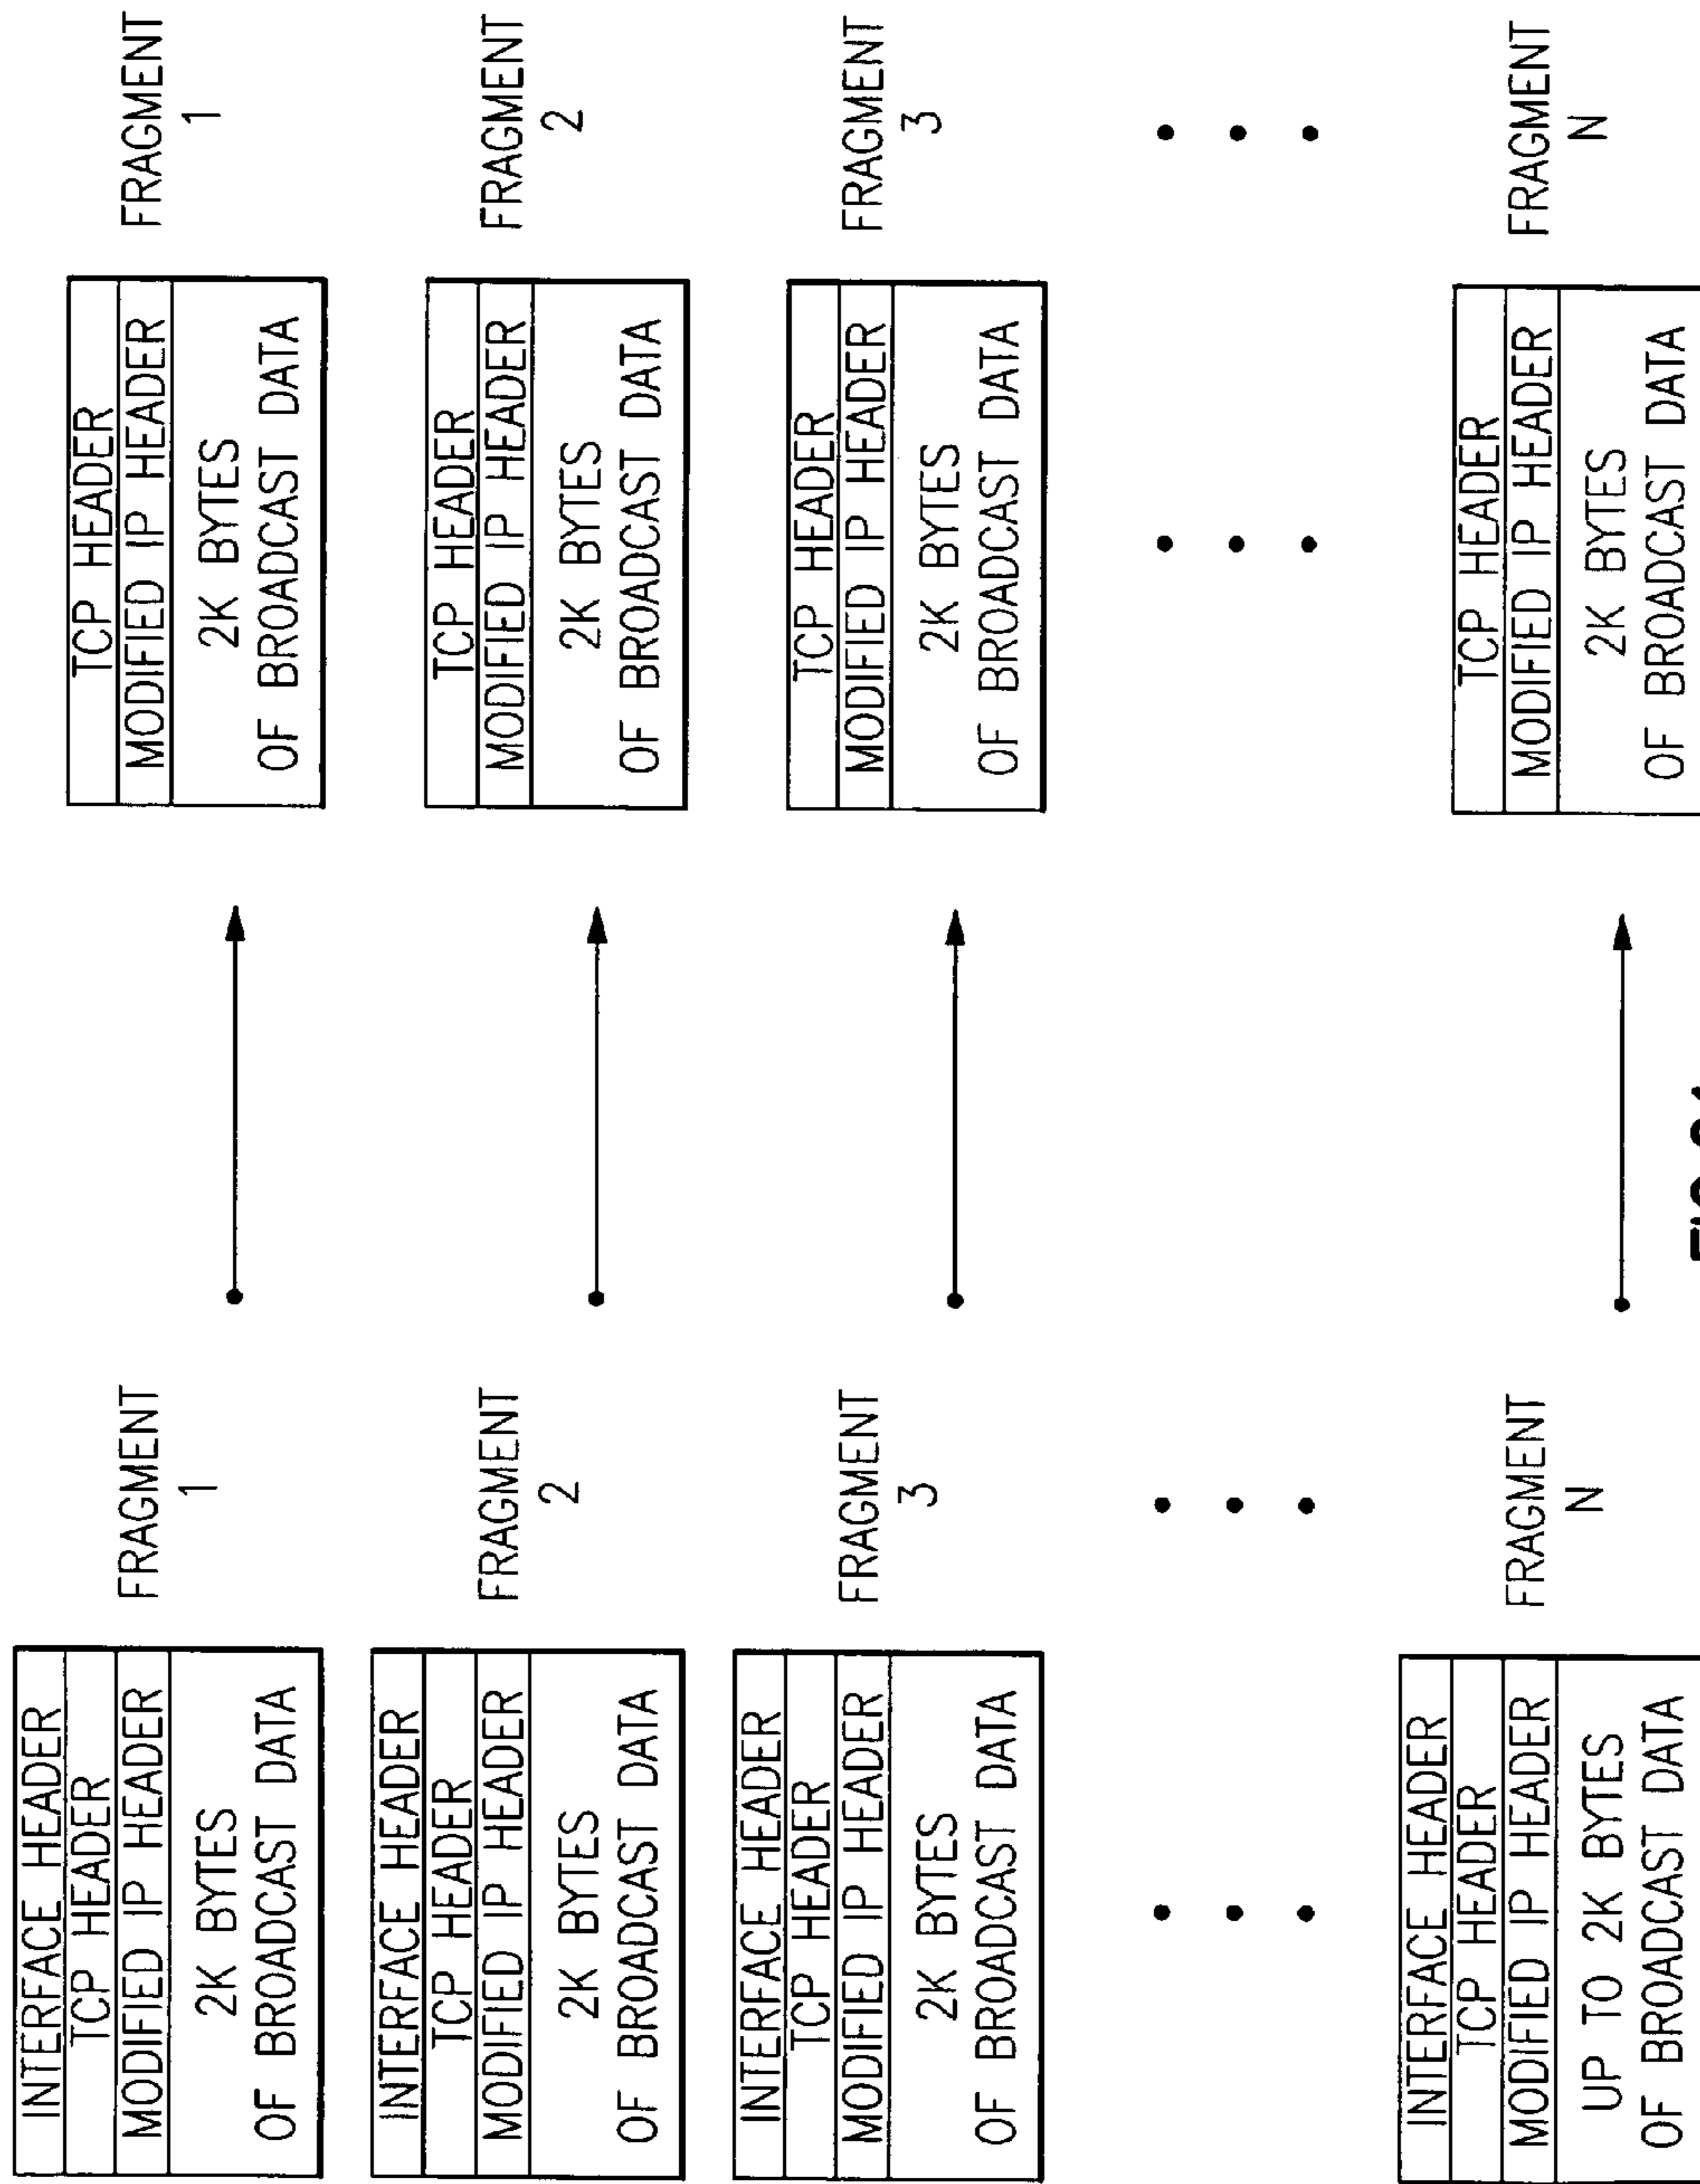 INTERFACE HEADER
TCP HEADER
MODIFIED IP HEADER
2K BYTES
OF BROADCAST DATA
FRAGMENT
1
TCP HEADER
MODIFIED IP HEADER
2K BYTES
OF BROADCAST DATA
FRAGMENT
1
INTERFACE HEADER
TCP HEADER
MODIFIED IP HEADER
2K BYTES
OF BROADCAST DATA
FRAGMENT
2
TCP HEADER
MODIFIED IP HEADER
2K BYTES
OF BROADCAST DATA
FRAGMENT
2
INTERFACE HEADER
TCP HEADER
MODIFIED IP HEADER
2K BYTES
OF BROADCAST DATA
FRAGMENT
3
TCP HEADER
MODIFIED IP HEADER
2K BYTES
OF BROADCAST DATA
FRAGMENT
3
INTERFACE HEADER
TCP HEADER
MODIFIED IP HEADER
UP TO 2K BYTES
OF BROADCAST DATA
FRAGMENT
N
TCP HEADER
MODIFIED IP HEADER
2K BYTES
OF BROADCAST DATA
FRAGMENT
N